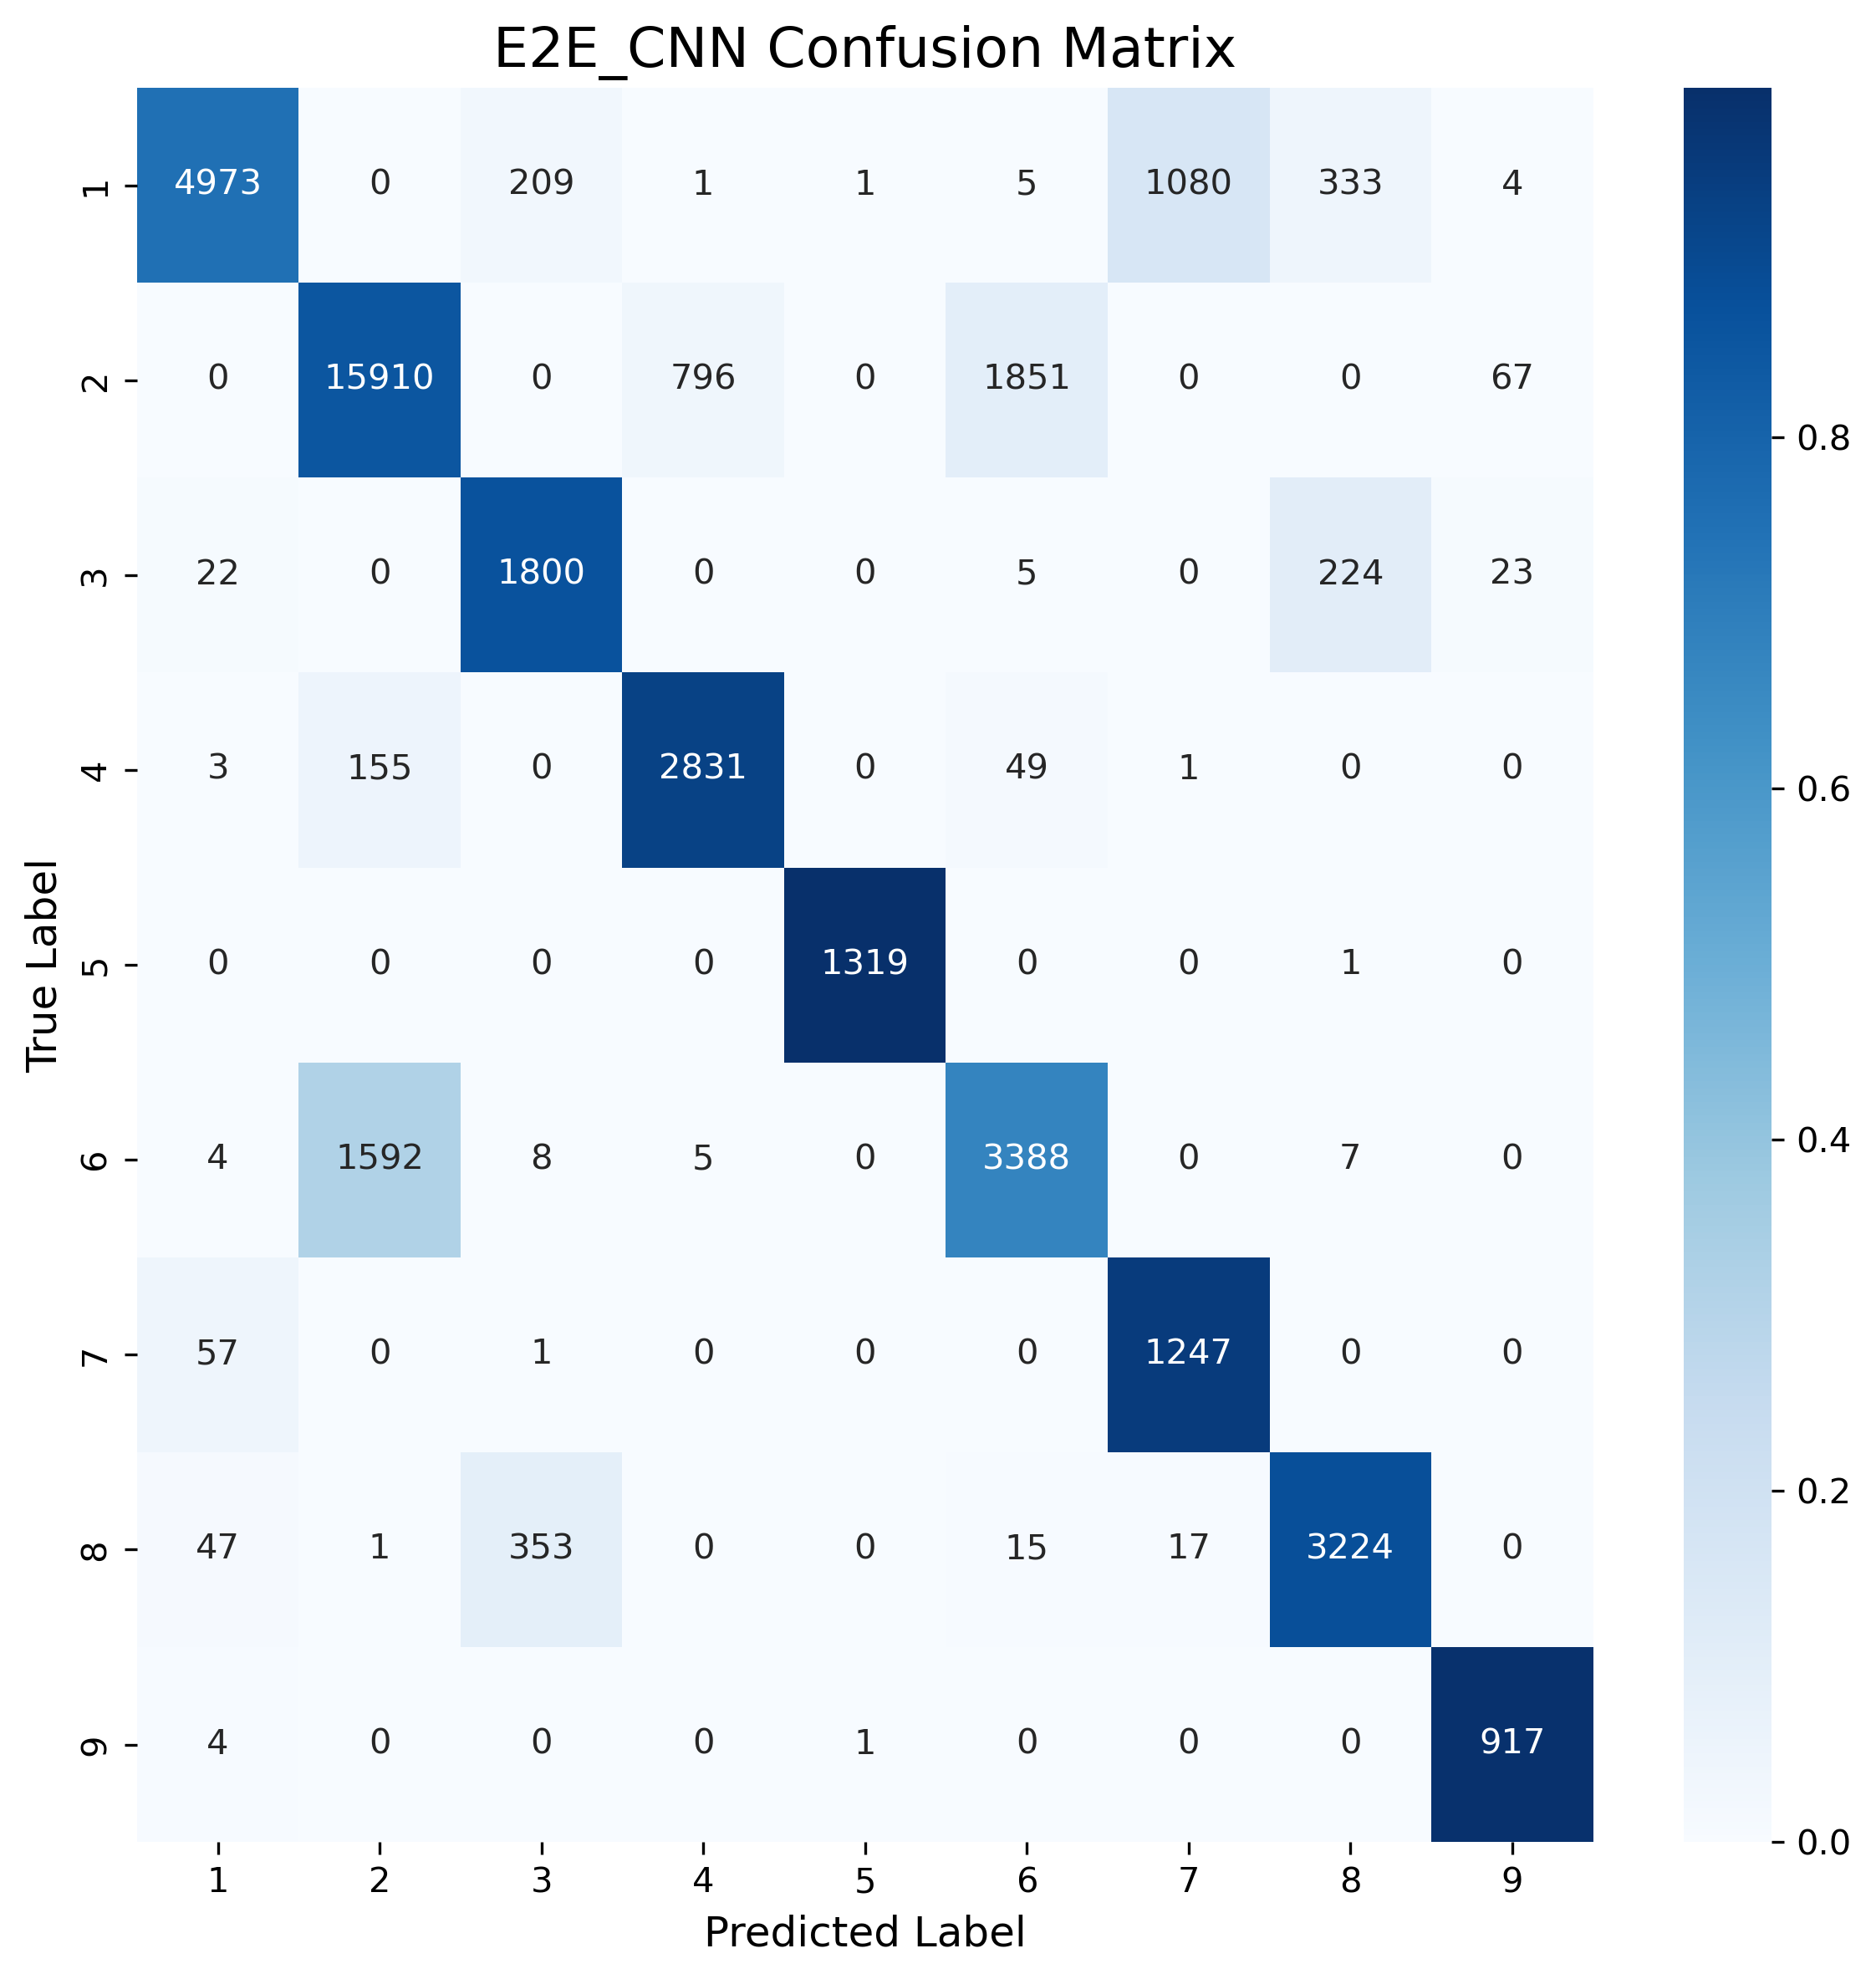 E2E_CNN Confusion Matrix
1 4973 0 209 1 1 5 1080 333 4
2 0 15910 0 796 0 1851 0 0 67
3 22 0 1800 0 0 5 0 224 23
4 3 155 0 2831 0 49 1 0 0
5 0 0 0 0 1319 0 0 1 0
6 4 1592 8 5 0 3388 0 7 0
7 57 0 1 0 0 0 1247 0 0
8 47 1 353 0 0 15 17 3224 0
9 4 0 0 0 1 0 0 0 917
1 2 3 4 5 6 7 8 9
Predicted Label
True Label
0.8
0.6
0.4
0.2
0.0